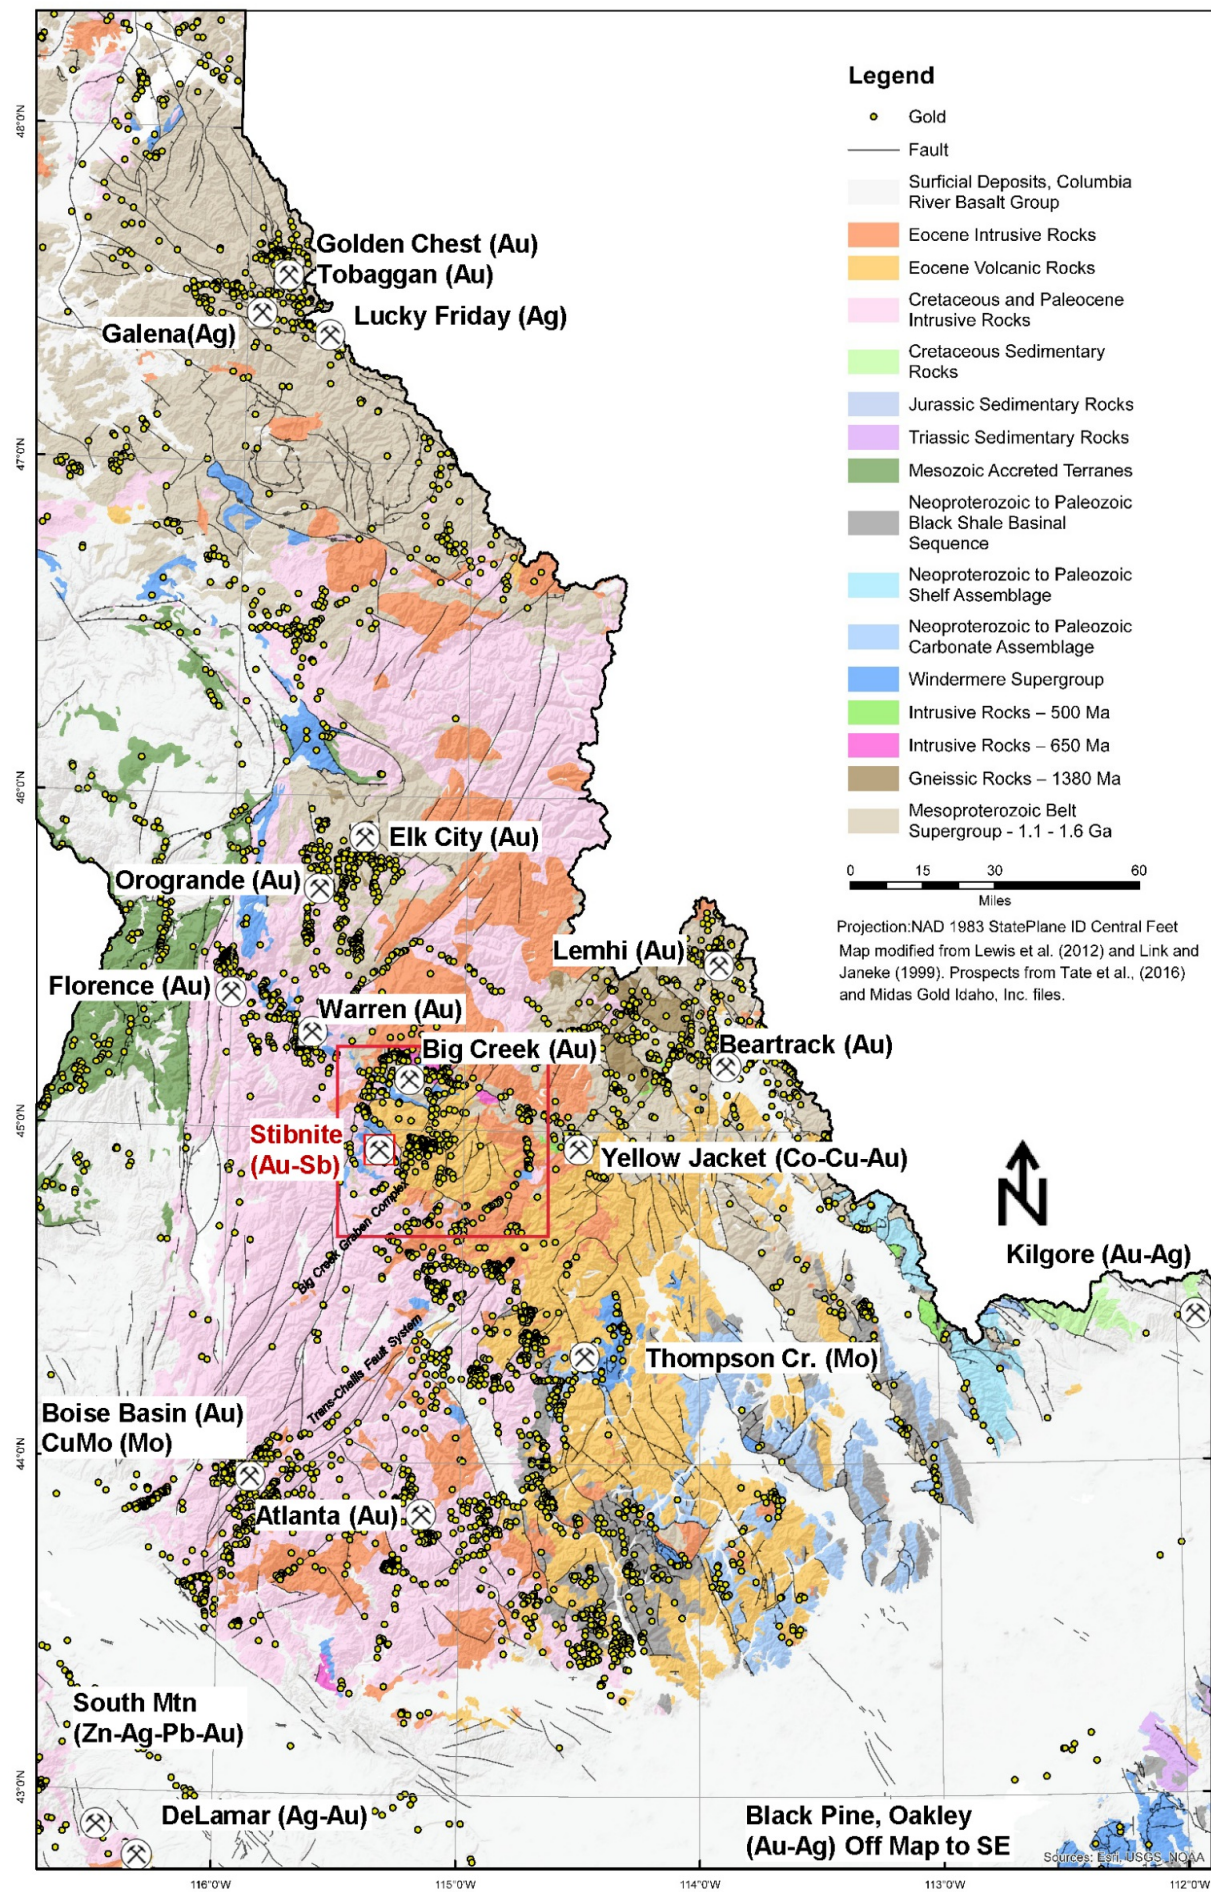 Legend
Gold
Fault
Surficial Deposits, Columbia
River Basalt Group
Eocene Intrusive Rocks
Eocene Volcanic Rocks
Cretaceous and Paleocene
Intrusive Rocks
Cretaceous Sedimentary
Rocks
Jurassic Sedimentary Rocks
Triassic Sedimentary Rocks
Mesozoic Accreted Terranes
Neoproterozoic to Paleozoic
Black Shale Basinal
Sequence
Neoproterozoic to Paleozoic
Shelf Assemblage
Neoproterozoic to Paleozoic
Carbonate Assemblage
Windermere Supergroup
Intrusive Rocks – 500 Ma
Intrusive Rocks – 650 Ma
Gneissic Rocks – 1380 Ma
Mesoproterozoic Belt
Supergroup - 1.1 - 1.6 Ga
0 15 30 60
Miles
Projection:NAD 1983 StatePlane ID Central Feet
Map modified from Lewis et al. (2012) and Link and
Janeke (1999). Prospects from Tate et al., (2016)
and Midas Gold Idaho, Inc. files.
48°0'N
Golden Chest (Au)
Tobaggan (Au)
Lucky Friday (Ag)
Galena(Ag)
47°0'N
46°0'N
Elk City (Au)
Orogrande (Au)
Lemhi (Au)
Florence (Au)
Warren (Au)
Big Creek (Au)
Beartrack (Au)
45°0'N
Stibnite
(Au-Sb)
Yellow Jacket (Co-Cu-Au)
Big Creek Graben Complex
N
Kilgore (Au-Ag)
Trans-Challis Fault System
Thompson Cr. (Mo)
Boise Basin (Au)
CuMo (Mo)
44°0'N
Atlanta (Au)
South Mtn
(Zn-Ag-Pb-Au)
43°0'N
DeLamar (Ag-Au)
Black Pine, Oakley
(Au-Ag) Off Map to SE
Sources: Esri, USGS, NOAA
116°0'W 115°0'W 114°0'W 113°0'W 112°0'W